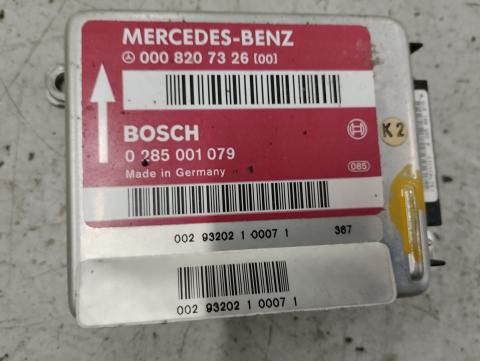 MERCEDES-BENZ
000 820 73 26 [00]
BOSCH
0 285 001 079
Made in Germany
085
K2
002 93202 1 0007 1 367
002 93202 1 0007 1